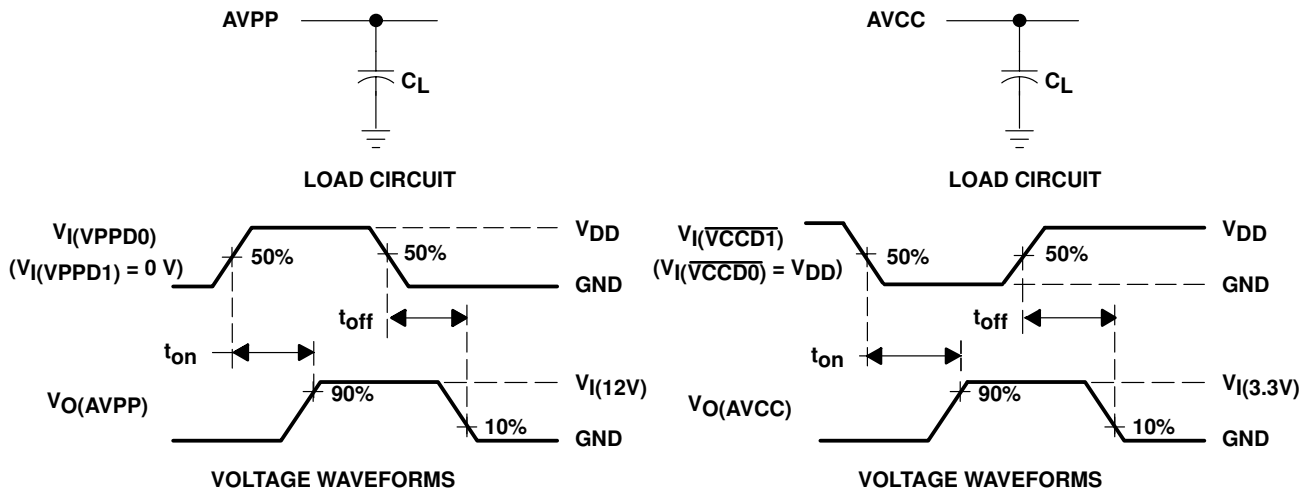 AVPP
C_L
LOAD CIRCUIT
V_I(VPPD0)
(V_I(VPPD1) = 0 V)
50%
50%
V_DD
GND
t_off
t_on
V_O(AVPP)
90%
10%
V_I(12V)
GND
VOLTAGE WAVEFORMS
AVCC
C_L
LOAD CIRCUIT
V_I(V̅C̅C̅D̅1̅)
(V_I(V̅C̅C̅D̅0̅) = V_DD)
50%
50%
V_DD
GND
t_off
t_on
V_O(AVCC)
90%
10%
V_I(3.3V)
GND
VOLTAGE WAVEFORMS